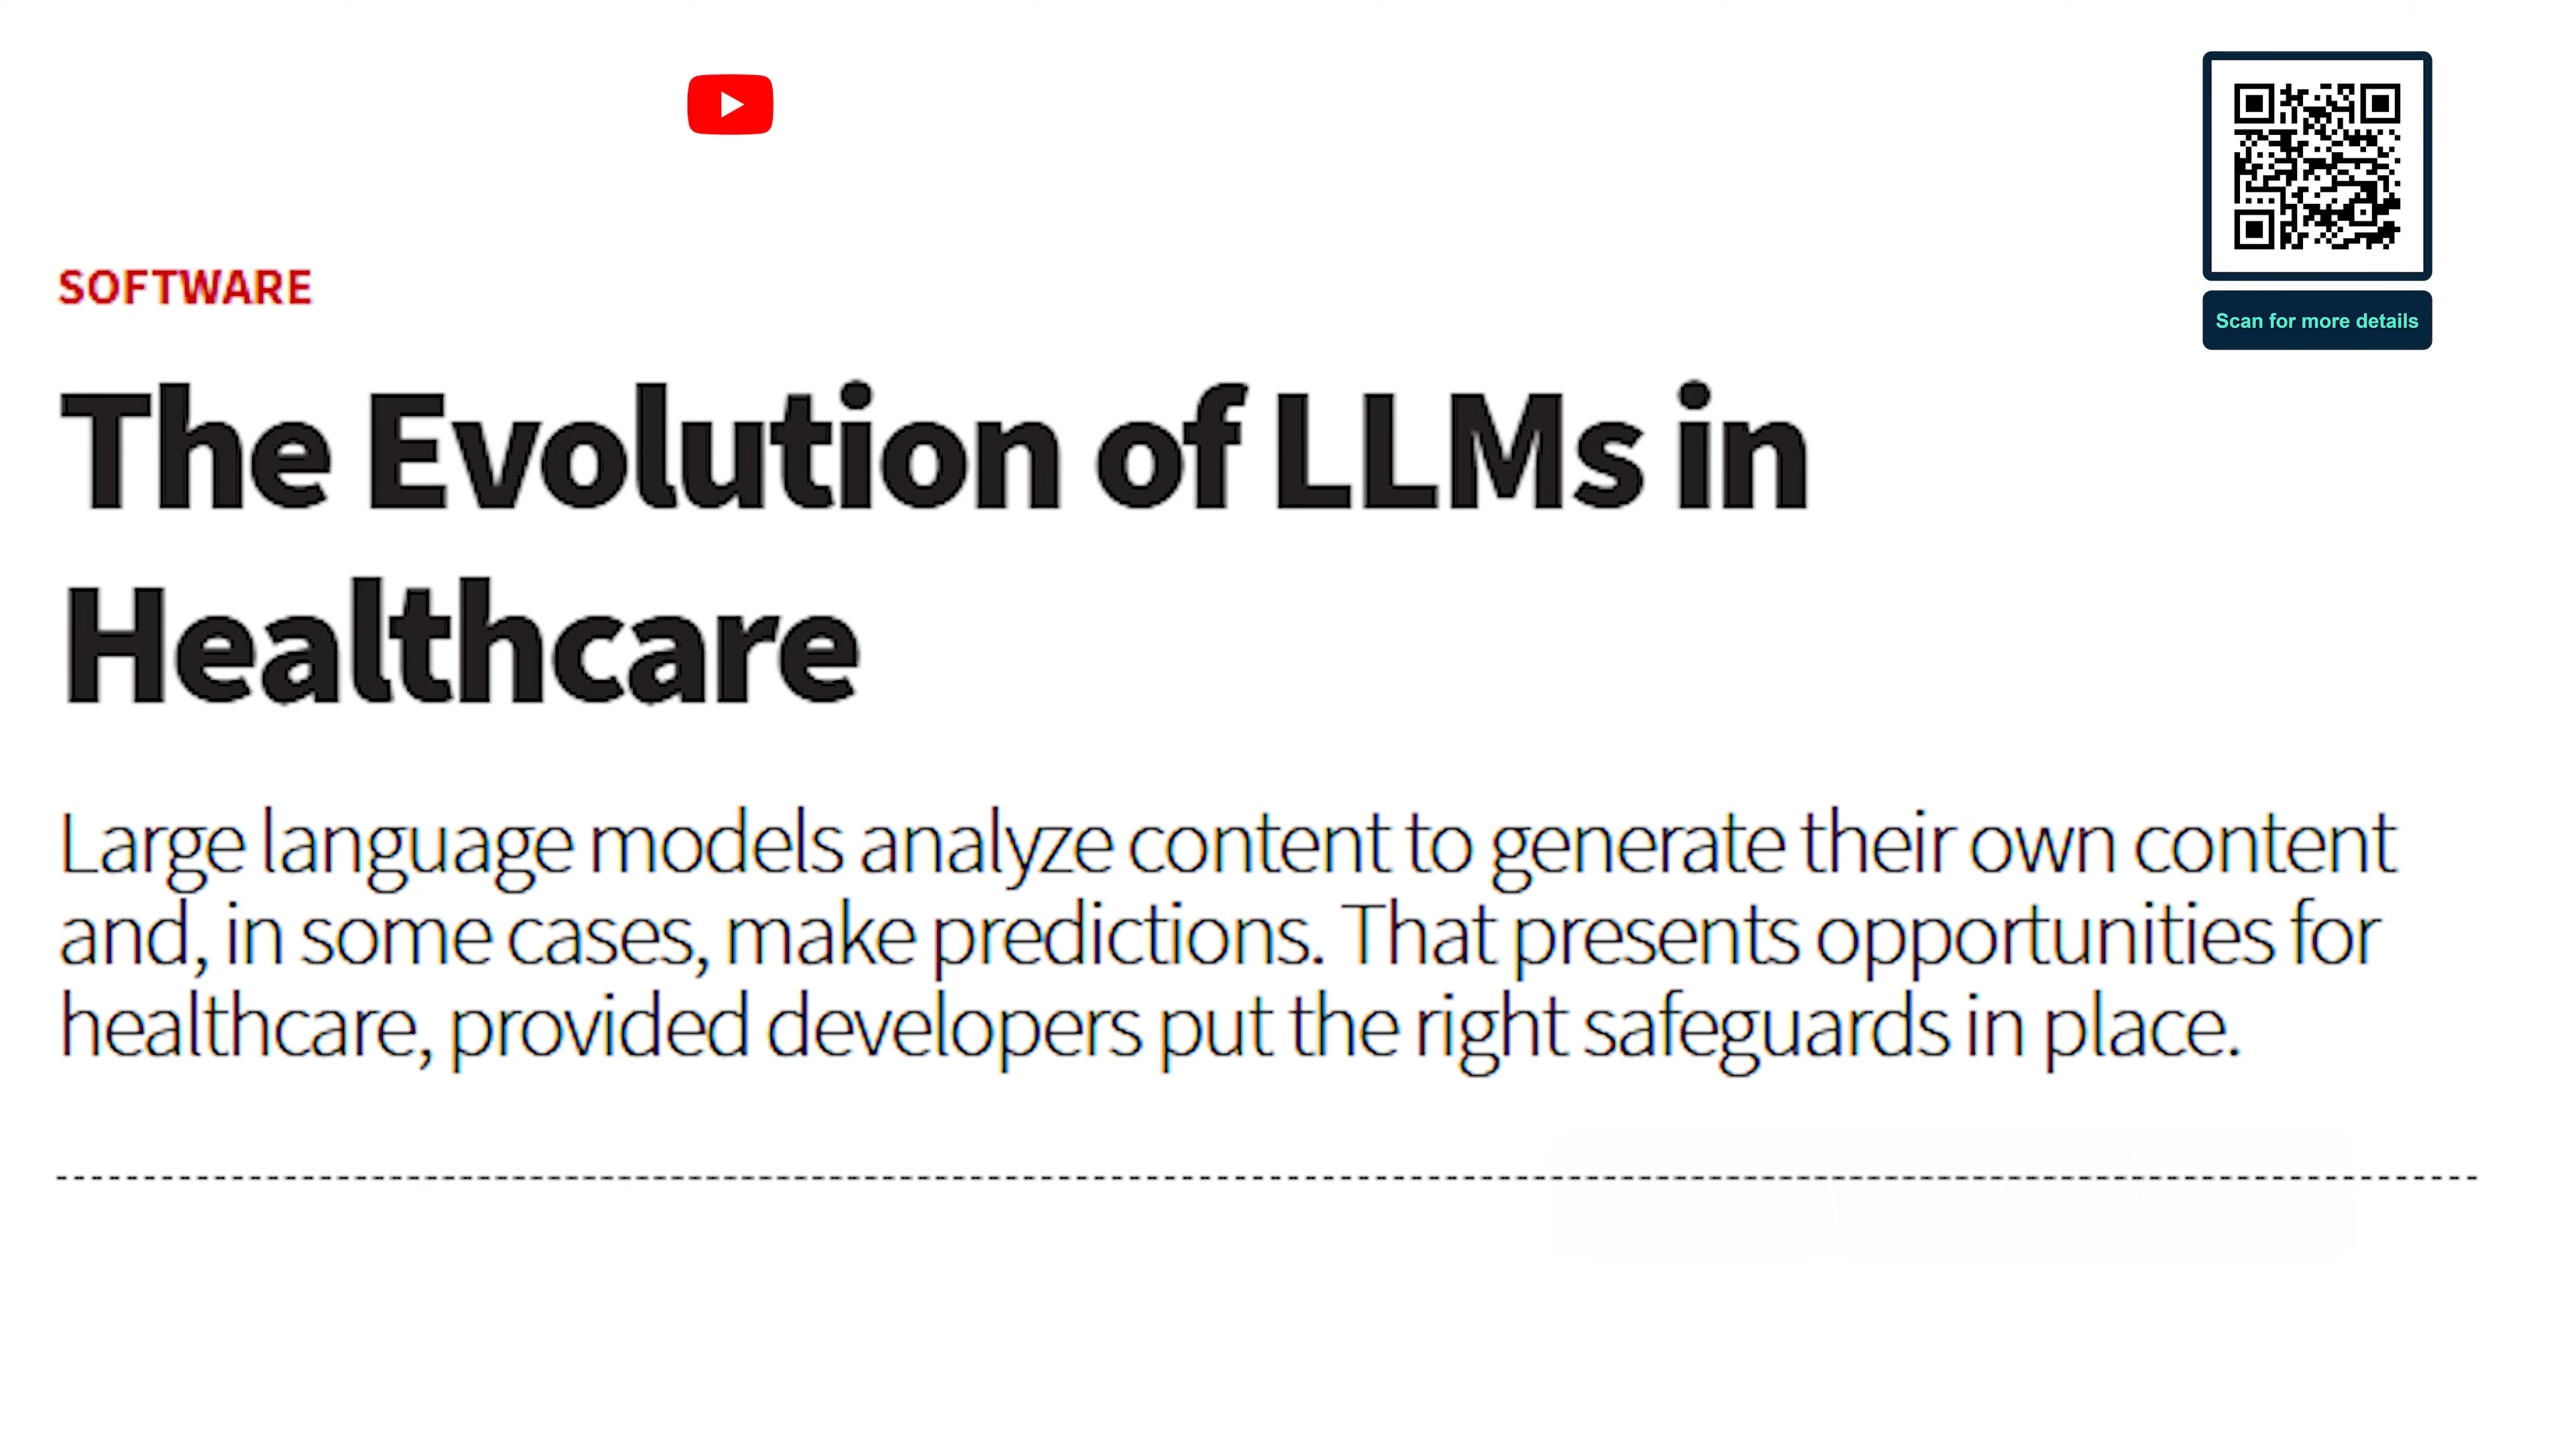 SOFTWARE
Scan for more details
The Evolution of LLMs in
Healthcare
Large language models analyze content to generate their own content
and, in some cases, make predictions. That presents opportunities for
healthcare, provided developers put the right safeguards in place.